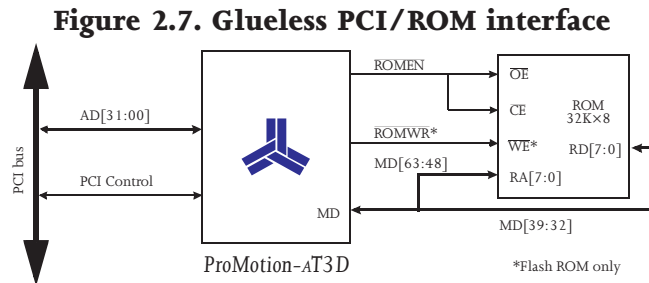 Figure 2.7. Glueless PCI/ROM interface
ROMEN
OE
AD[31:00]
CE
ROM
32K×8
ROMWR*
WE*
RD[7:0]
PCI bus
MD[63:48]
PCI Control
RA[7:0]
MD
MD[39:32]
ProMotion-AT3D
*Flash ROM only